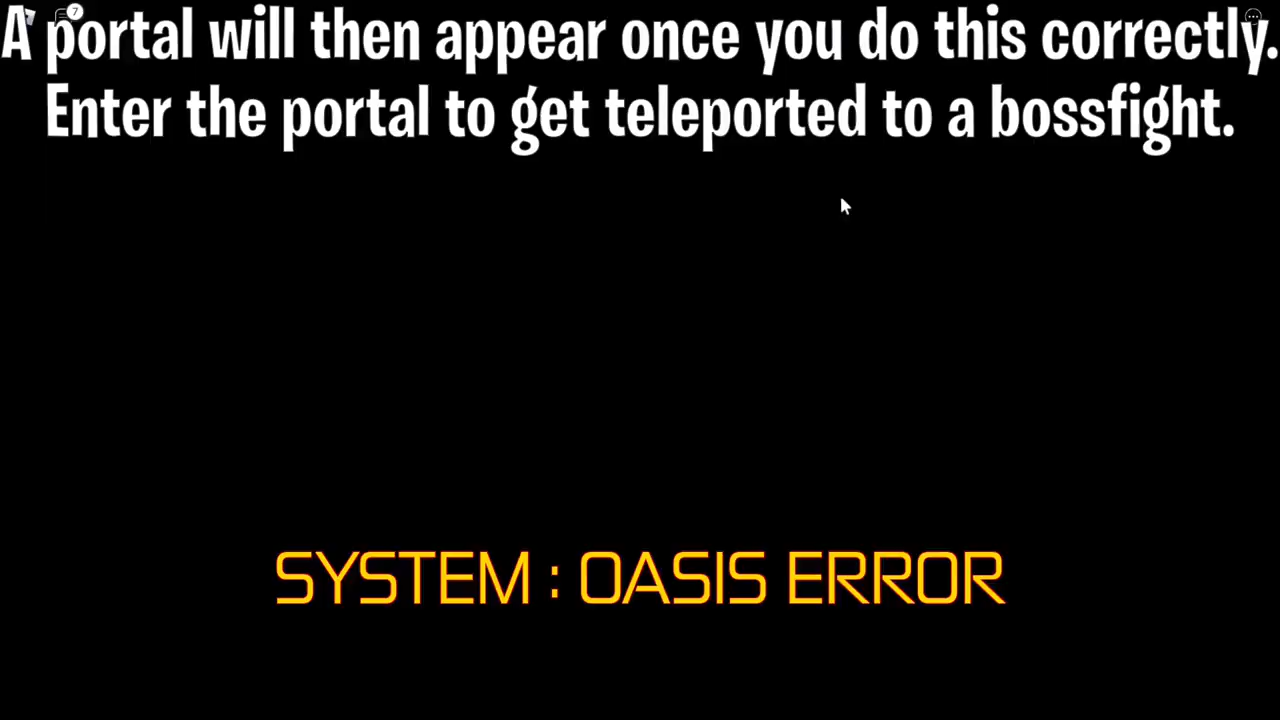 7
A portal will then appear once you do this correctly.
Enter the portal to get teleported to a bossfight.
SYSTEM : OASIS ERROR